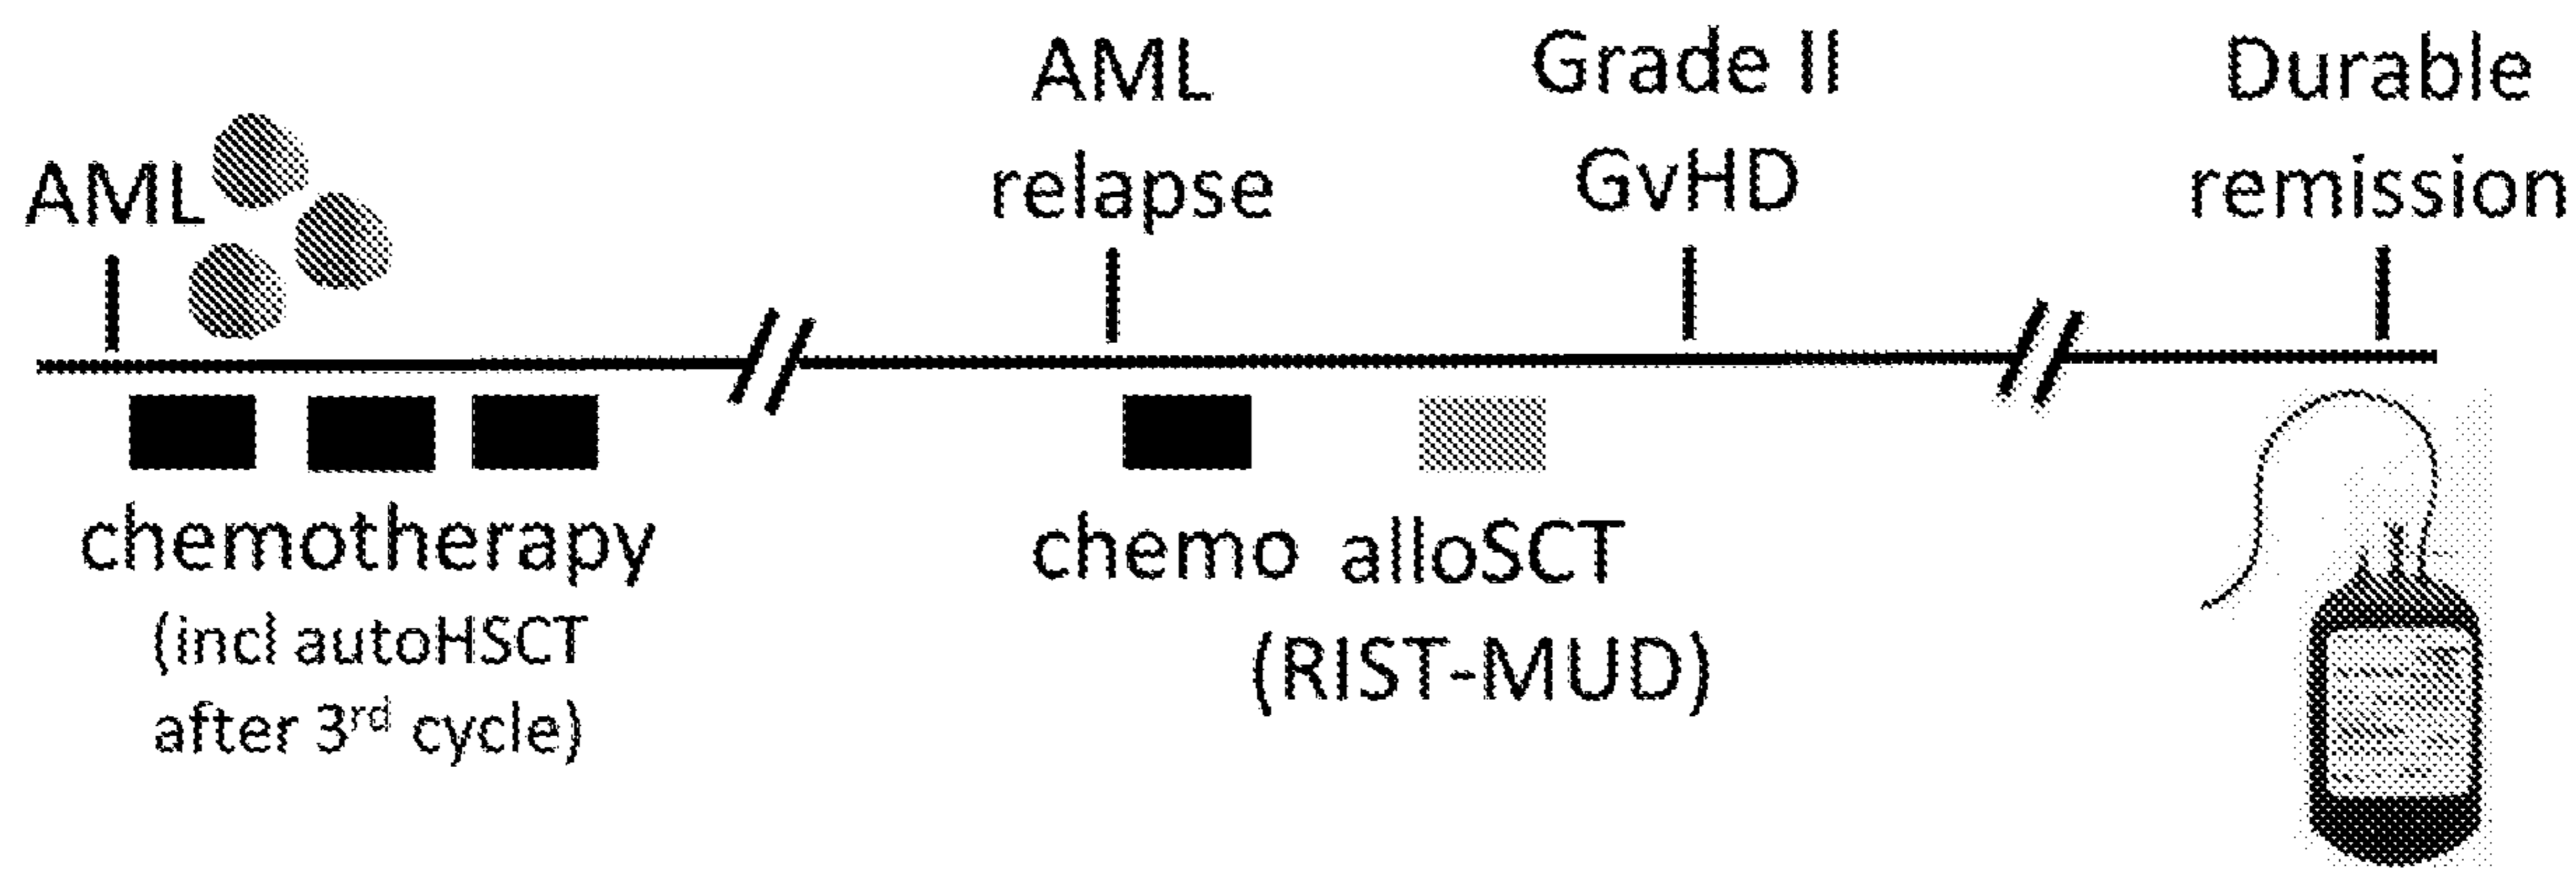 AML
AML
relapse
Grade II
GvHD
Durable
remission
chemotherapy
(incl autoHSCT
after 3rd cycle)
chemo alloSCT
(RIST-MUD)